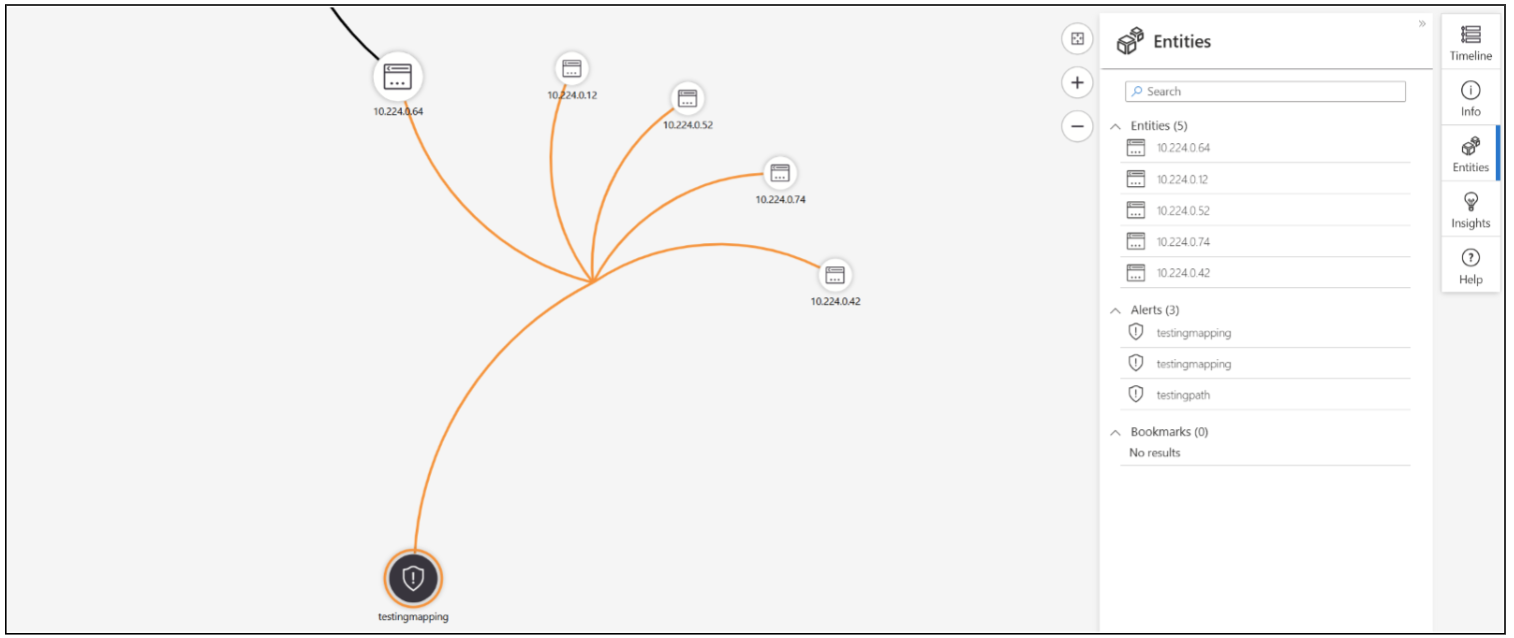 10.224.0.64
10.224.0.12
10.224.0.52
10.224.0.74
10.224.0.42
testingmapping
Entities
Search
Entities (5)
10.224.0.64
10.224.0.12
10.224.0.52
10.224.0.74
10.224.0.42
Alerts (3)
testingmapping
testingmapping
testingpath
Bookmarks (0)
No results
Timeline
Info
Entities
Insights
Help